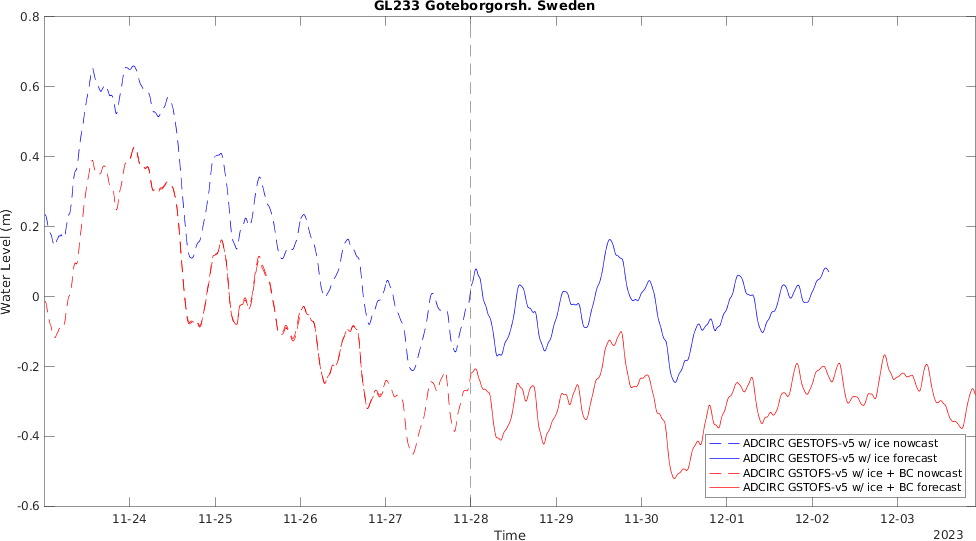 GL233 Goteborgorsh. Sweden
0.8
0.6
0.4
0.2
0
-0.2
-0.4
-0.6
Water Level (m)
11-24 11-25 11-26 11-27 11-28 11-29 11-30 12-01 12-02 12-03
Time
2023
ADCIRC GESTOFS-v5 w/ ice nowcast
ADCIRC GESTOFS-v5 w/ ice forecast
ADCIRC GSTOFS-v5 w/ ice + BC nowcast
ADCIRC GSTOFS-v5 w/ ice + BC forecast